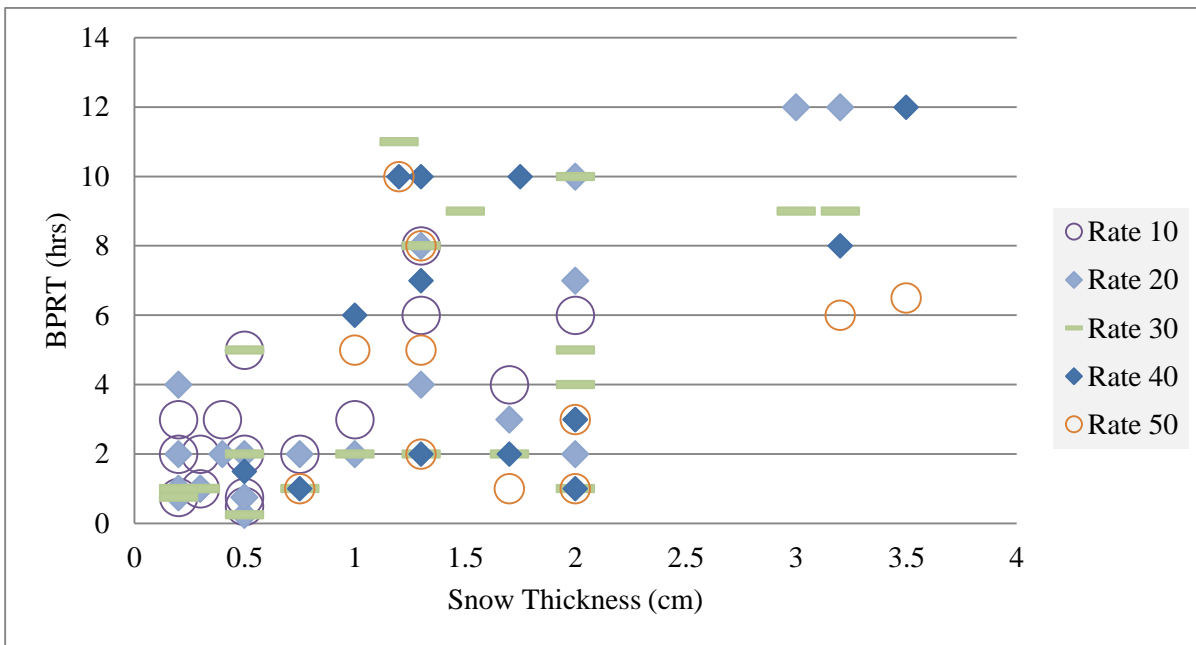 14
12
10
8
6
4
2
0
BPRT (hrs)
0 0.5 1 1.5 2 2.5 3 3.5 4
Snow Thickness (cm)
Rate 10
Rate 20
Rate 30
Rate 40
Rate 50